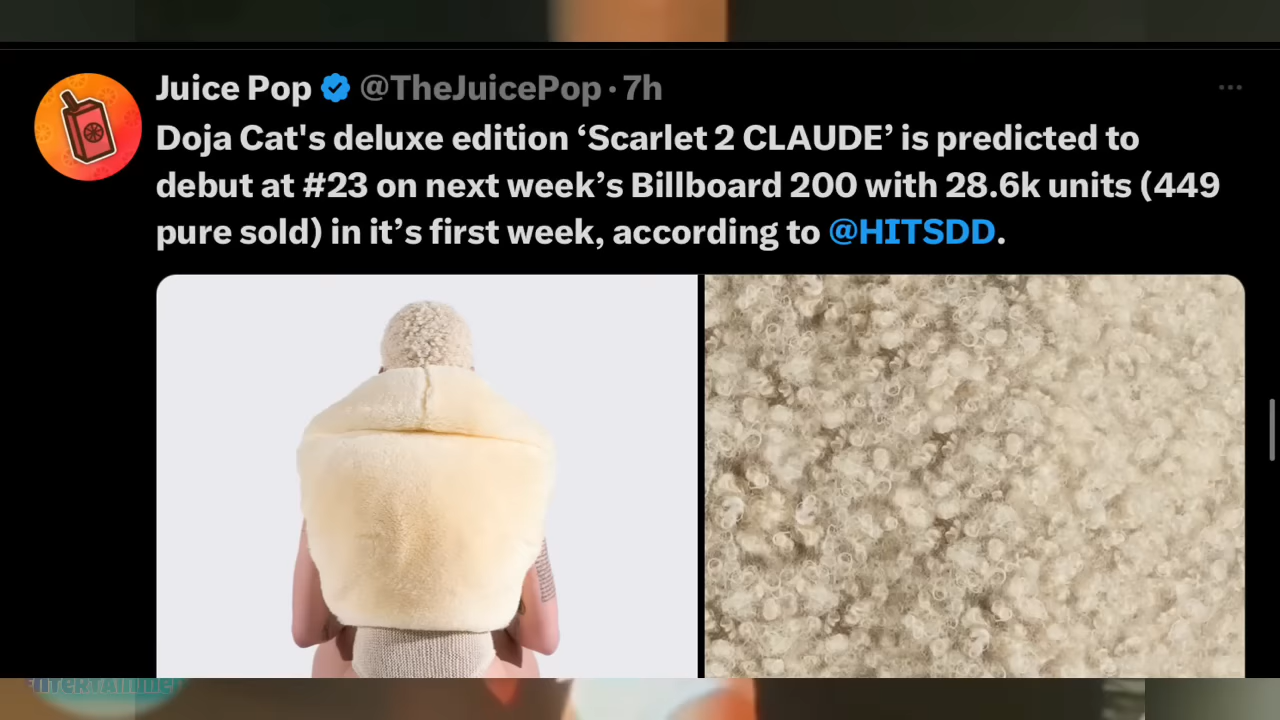 Juice Pop @TheJuicePop · 7h
Doja Cat's deluxe edition ‘Scarlet 2 CLAUDE’ is predicted to
debut at #23 on next week’s Billboard 200 with 28.6k units (449
pure sold) in it’s first week, according to @HITSDD.